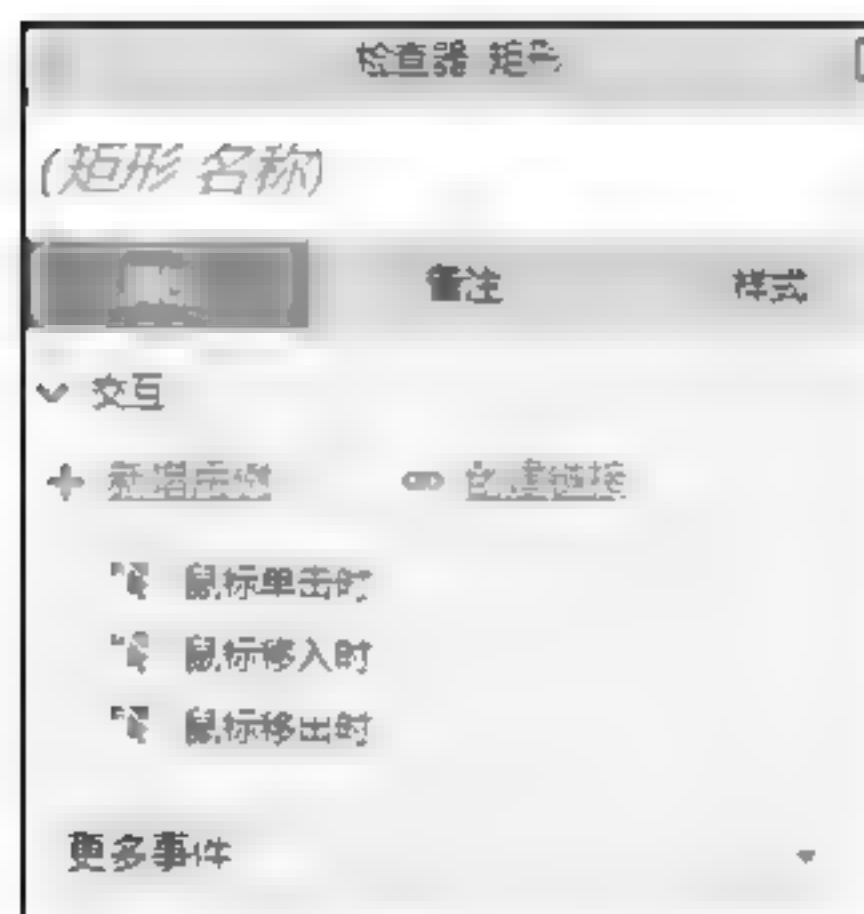 检查器 矩形
(矩形 名称)
备注 样式
交互
新增用例 创建链接
鼠标单击时
鼠标移入时
鼠标移出时
更多事件